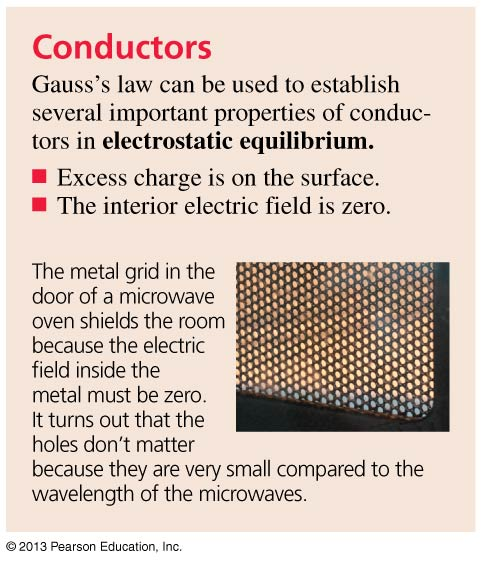 Conductors
Gauss’s law can be used to establish
several important properties of conduc-
tors in electrostatic equilibrium.
■ Excess charge is on the surface.
■ The interior electric field is zero.
The metal grid in the
door of a microwave
oven shields the room
because the electric
field inside the
metal must be zero.
It turns out that the
holes don’t matter
because they are very small compared to the
wavelength of the microwaves.
© 2013 Pearson Education, Inc.